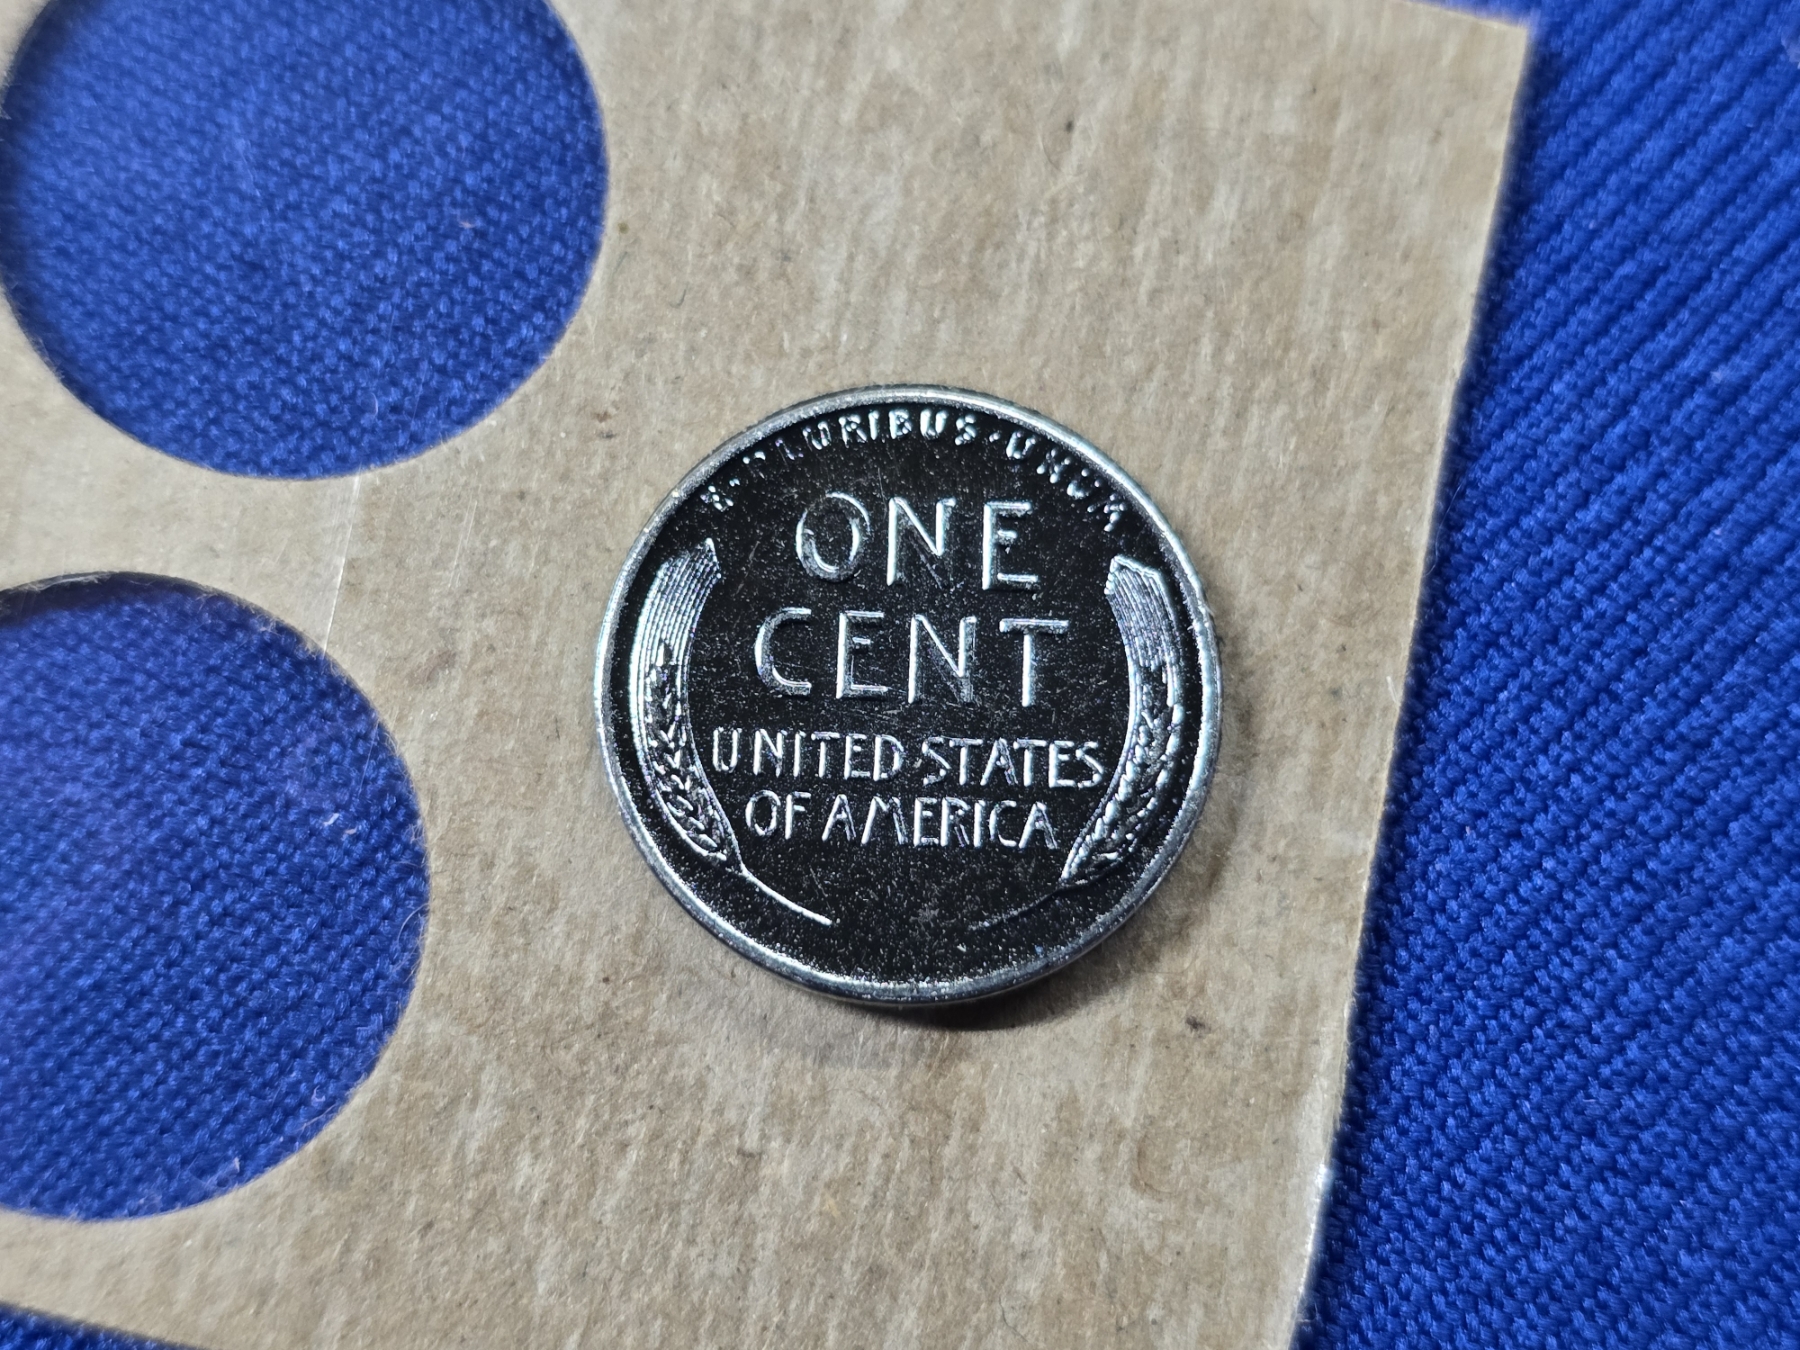 E·PLURIBUS·UNUM
ONE
CENT
UNITED·STATES
OF AMERICA